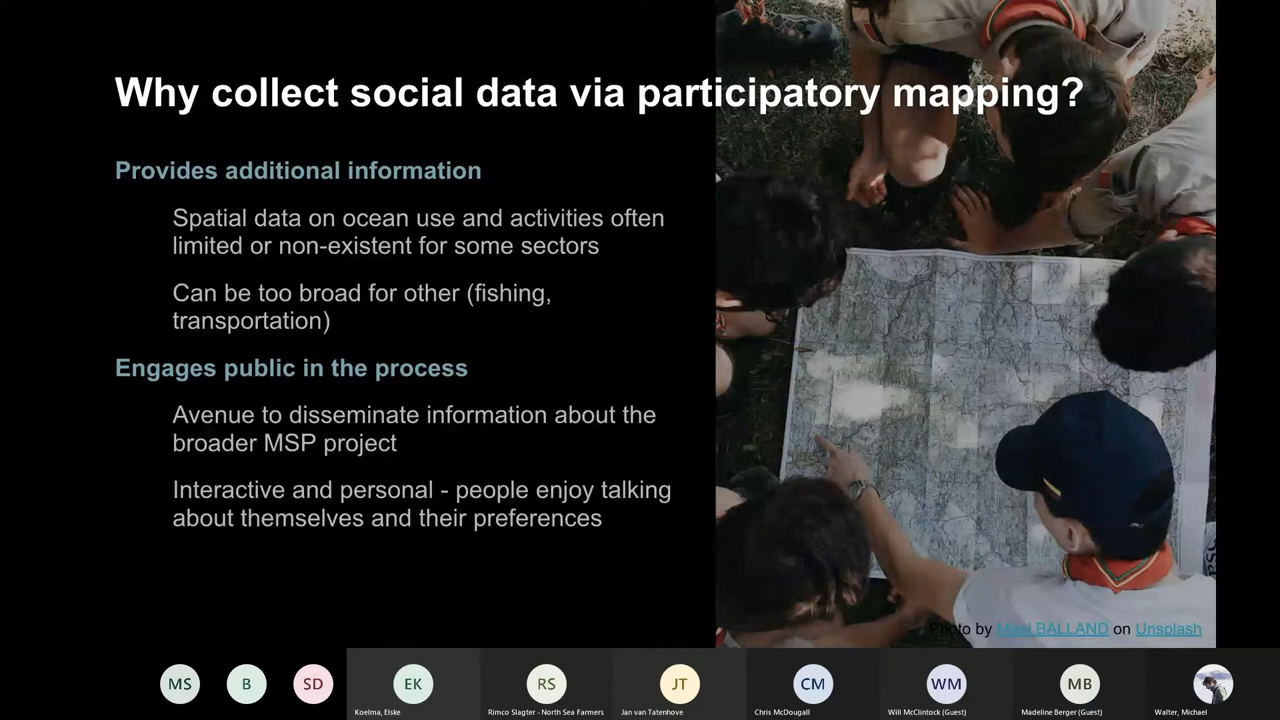 Why collect social data via participatory mapping?
Provides additional information
Spatial data on ocean use and activities often
limited or non-existent for some sectors
Can be too broad for other (fishing,
transportation)
Engages public in the process
Avenue to disseminate information about the
broader MSP project
Interactive and personal - people enjoy talking
about themselves and their preferences
Photo by BALLAND on Unsplash
MS B SD EK RS JT CM WM MB
Koelma, Elske
Rimco Slagter - North Sea Farmers
Jan van Tatenhove
Chris McDougall
Will McClintock (Guest)
Madeline Berger (Guest)
Walter, Michael